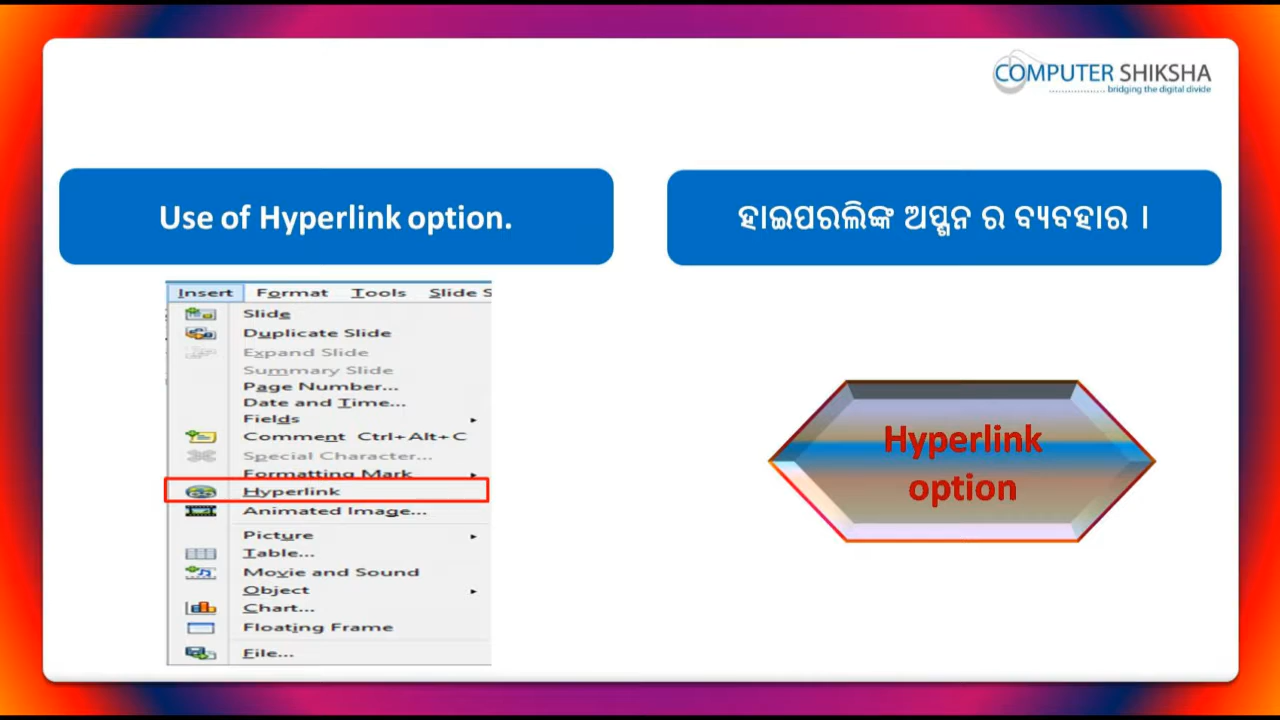 COMPUTER SHIKSHA
bridging the digital divide
Use of Hyperlink option.
ହାଇପରଲିଙ୍କ ଅପ୍ସନ ର ବ୍ୟବହାର ।
Insert Format Tools Slide S
Slide
Duplicate Slide
Expand Slide
Summary Slide
Page Number...
Date and Time...
Fields
Comment Ctrl+Alt+C
Special Character...
Formatting Mark
Hyperlink
Animated Image...
Picture
Table...
Movie and Sound
Object
Chart...
Floating Frame
File...
Hyperlink
option